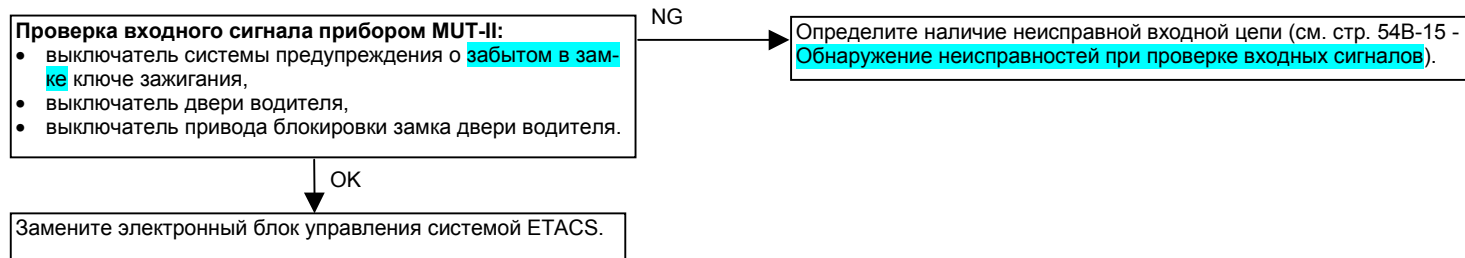 Проверка входного сигнала прибором MUT-II:
• выключатель системы предупреждения о забытом в зам-
ке ключе зажигания,
• выключатель двери водителя,
• выключатель привода блокировки замка двери водителя.
NG
Определите наличие неисправной входной цепи (см. стр. 54B-15 -
Обнаружение неисправностей при проверке входных сигналов).
OK
Замените электронный блок управления системой ETACS.